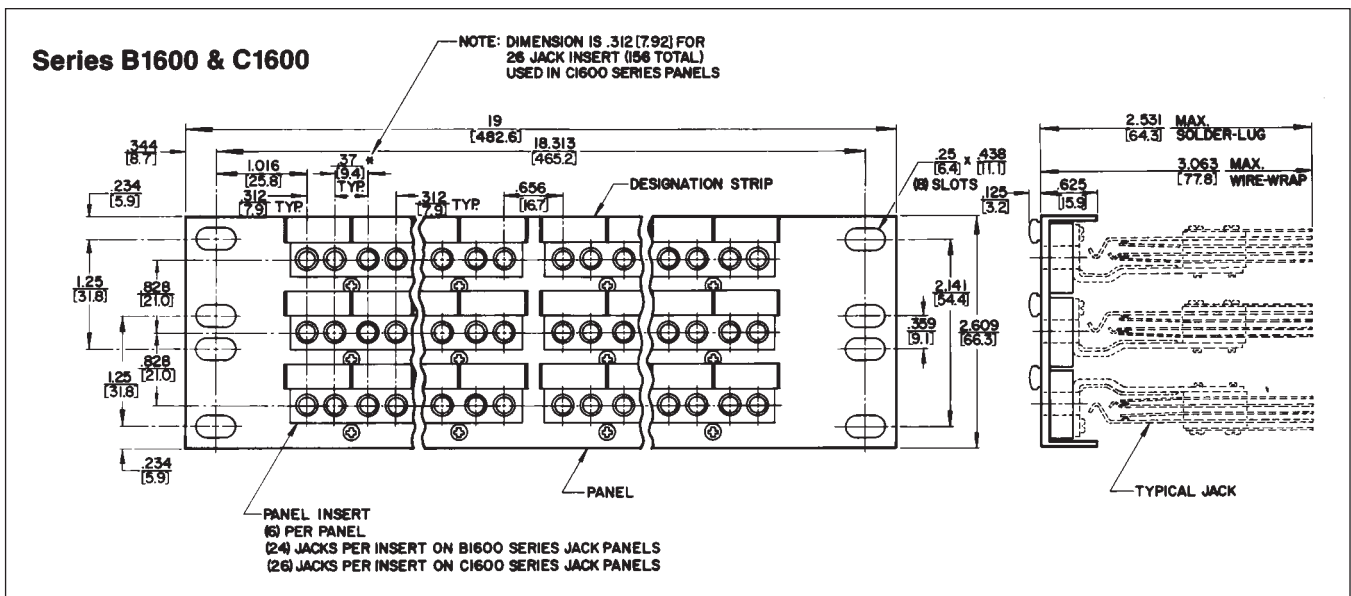 Series B1600 & C1600
NOTE: DIMENSION IS .312 [7.92] FOR
26 JACK INSERT (156 TOTAL)
USED IN C1600 SERIES PANELS
19
[482.6]
18.313
[465.2]
.344
[8.7]
1.016
[25.8]
.37 *
[9.4]
TYP.
.25 x .438
[6.4] [11.1]
(8) SLOTS
2.531 MAX.
[64.3] SOLDER-LUG
3.063 MAX.
[77.8] WIRE-WRAP
.234
[5.9]
.312 TYP.
[7.9]
.312 TYP.
[7.9]
.656
[16.7]
DESIGNATION STRIP
.125
[3.2]
.625
[15.9]
1.25
[31.8]
.828
[21.0]
2.141
[54.4]
.359
[9.1]
2.609
[66.3]
1.25
[31.8]
.828
[21.0]
.234
[5.9]
PANEL
TYPICAL JACK
PANEL INSERT
(6) PER PANEL
(24) JACKS PER INSERT ON B1600 SERIES JACK PANELS
(26) JACKS PER INSERT ON C1600 SERIES JACK PANELS